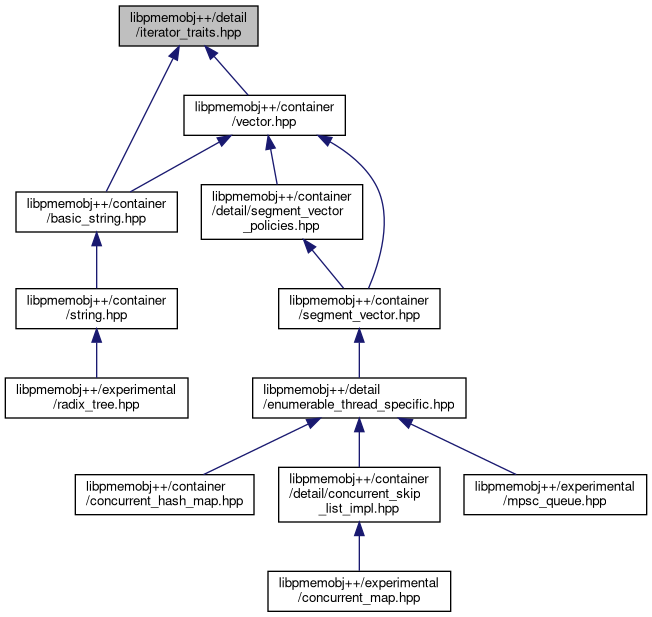 libpmemobj++/detail
/iterator_traits.hpp
libpmemobj++/container
/vector.hpp
libpmemobj++/container
/basic_string.hpp
libpmemobj++/container
/detail/segment_vector
_policies.hpp
libpmemobj++/container
/string.hpp
libpmemobj++/container
/segment_vector.hpp
libpmemobj++/experimental
/radix_tree.hpp
libpmemobj++/detail
/enumerable_thread_specific.hpp
libpmemobj++/container
/concurrent_hash_map.hpp
libpmemobj++/container
/detail/concurrent_skip
_list_impl.hpp
libpmemobj++/experimental
/mpsc_queue.hpp
libpmemobj++/experimental
/concurrent_map.hpp